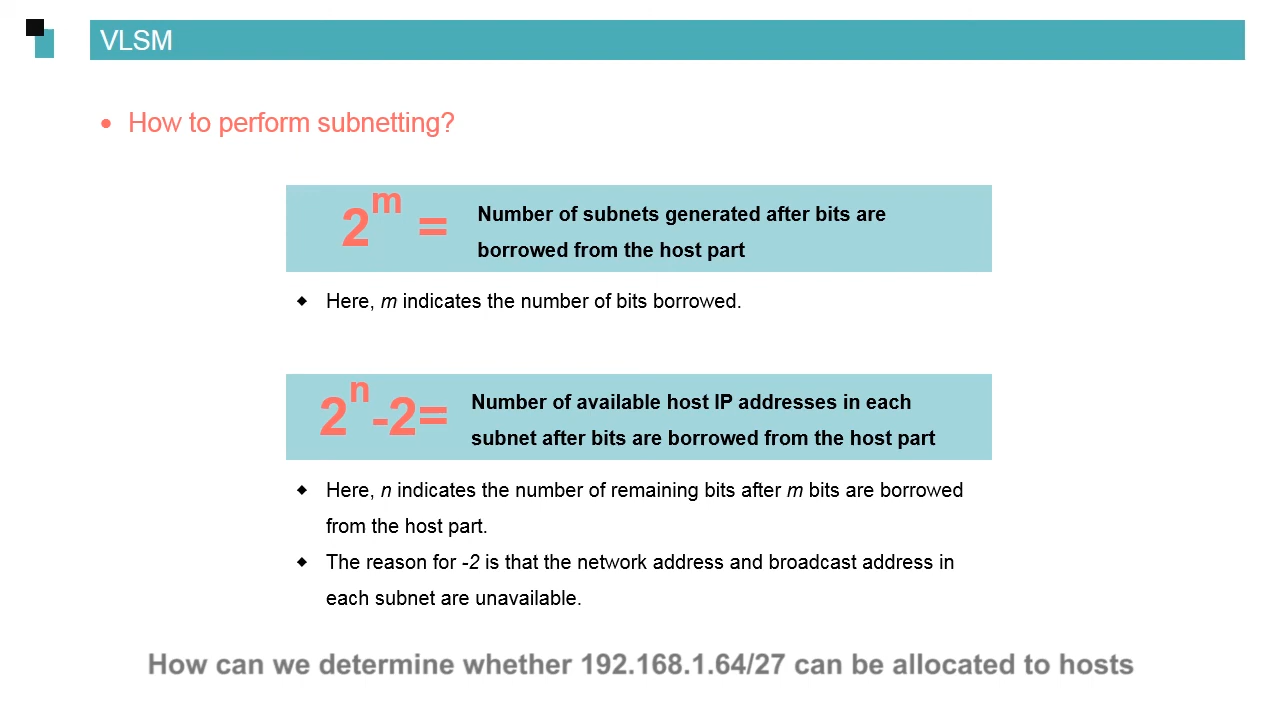 VLSM
• How to perform subnetting?
2^m = Number of subnets generated after bits are
borrowed from the host part
◆ Here, m indicates the number of bits borrowed.
2^n-2= Number of available host IP addresses in each
subnet after bits are borrowed from the host part
◆ Here, n indicates the number of remaining bits after m bits are borrowed
from the host part.
◆ The reason for -2 is that the network address and broadcast address in
each subnet are unavailable.
How can we determine whether 192.168.1.64/27 can be allocated to hosts